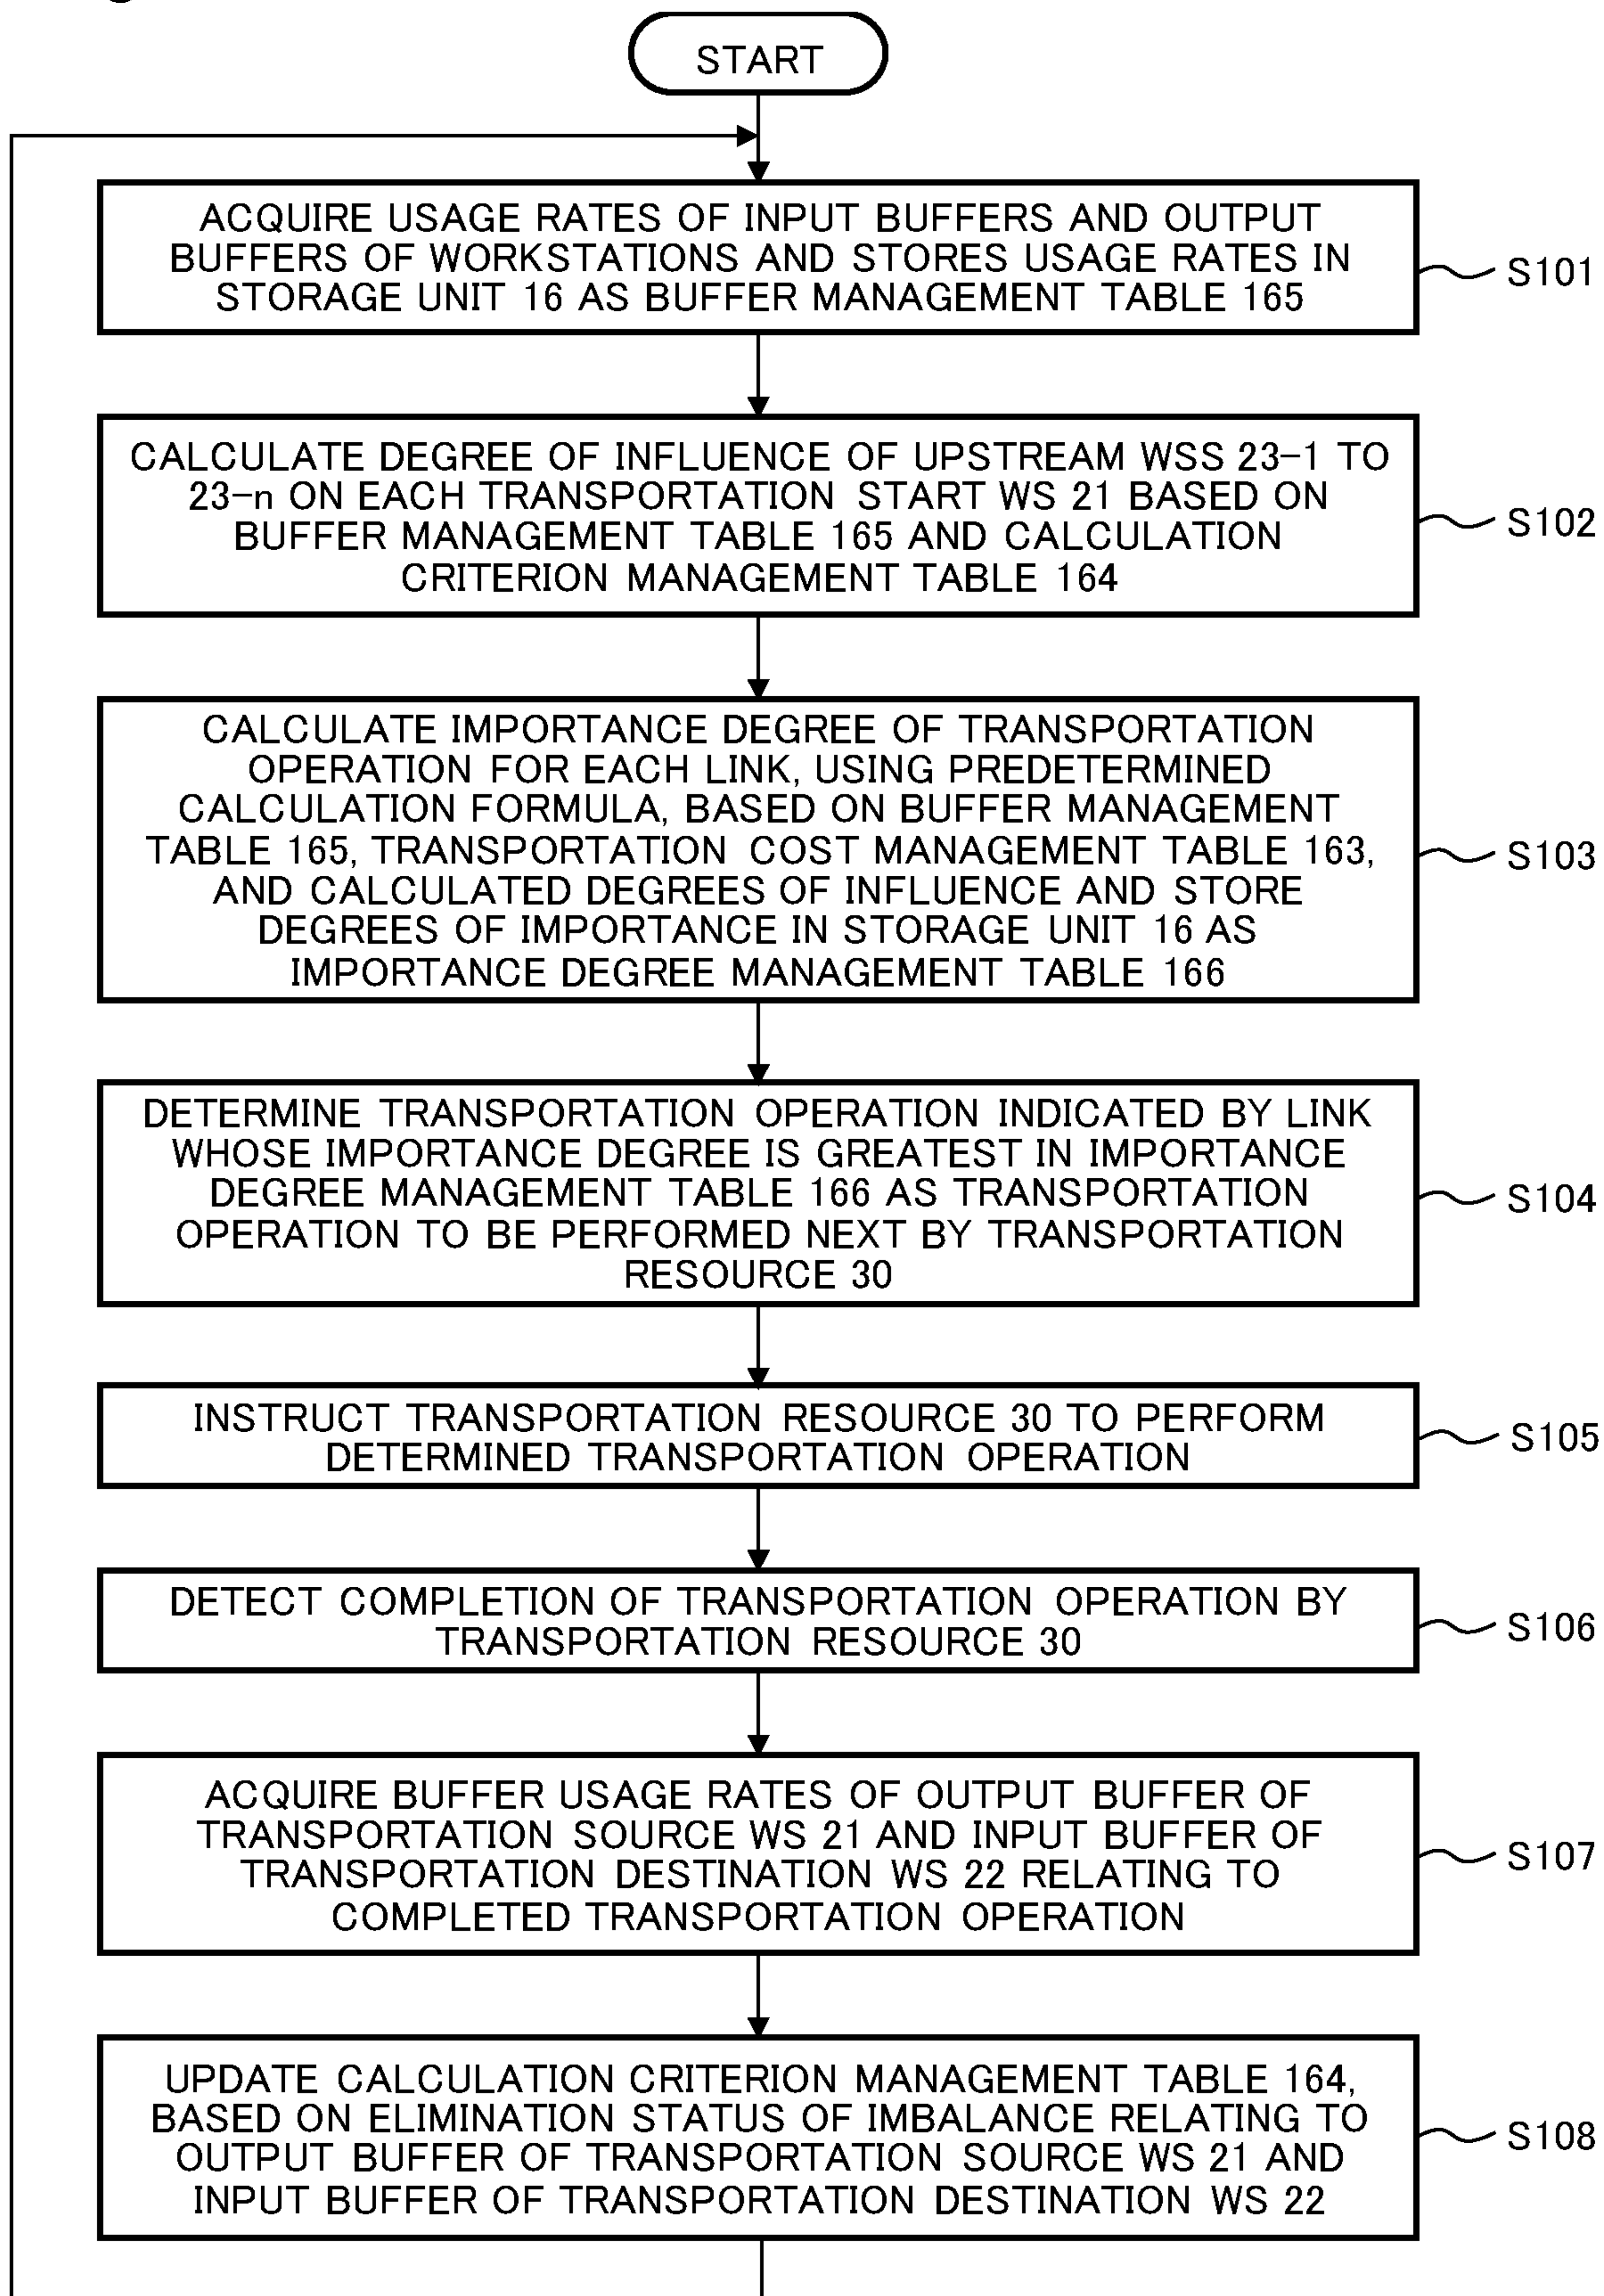 START
ACQUIRE USAGE RATES OF INPUT BUFFERS AND OUTPUT
BUFFERS OF WORKSTATIONS AND STORES USAGE RATES IN
STORAGE UNIT 16 AS BUFFER MANAGEMENT TABLE 165
S101
CALCULATE DEGREE OF INFLUENCE OF UPSTREAM WSS 23-1 TO
23-n ON EACH TRANSPORTATION START WS 21 BASED ON
BUFFER MANAGEMENT TABLE 165 AND CALCULATION
CRITERION MANAGEMENT TABLE 164
S102
CALCULATE IMPORTANCE DEGREE OF TRANSPORTATION
OPERATION FOR EACH LINK, USING PREDETERMINED
CALCULATION FORMULA, BASED ON BUFFER MANAGEMENT
TABLE 165, TRANSPORTATION COST MANAGEMENT TABLE 163,
AND CALCULATED DEGREES OF INFLUENCE AND STORE
DEGREES OF IMPORTANCE IN STORAGE UNIT 16 AS
IMPORTANCE DEGREE MANAGEMENT TABLE 166
S103
DETERMINE TRANSPORTATION OPERATION INDICATED BY LINK
WHOSE IMPORTANCE DEGREE IS GREATEST IN IMPORTANCE
DEGREE MANAGEMENT TABLE 166 AS TRANSPORTATION
OPERATION TO BE PERFORMED NEXT BY TRANSPORTATION
RESOURCE 30
S104
INSTRUCT TRANSPORTATION RESOURCE 30 TO PERFORM
DETERMINED TRANSPORTATION OPERATION
S105
DETECT COMPLETION OF TRANSPORTATION OPERATION BY
TRANSPORTATION RESOURCE 30
S106
ACQUIRE BUFFER USAGE RATES OF OUTPUT BUFFER OF
TRANSPORTATION SOURCE WS 21 AND INPUT BUFFER OF
TRANSPORTATION DESTINATION WS 22 RELATING TO
COMPLETED TRANSPORTATION OPERATION
S107
UPDATE CALCULATION CRITERION MANAGEMENT TABLE 164,
BASED ON ELIMINATION STATUS OF IMBALANCE RELATING TO
OUTPUT BUFFER OF TRANSPORTATION SOURCE WS 21 AND
INPUT BUFFER OF TRANSPORTATION DESTINATION WS 22
S108